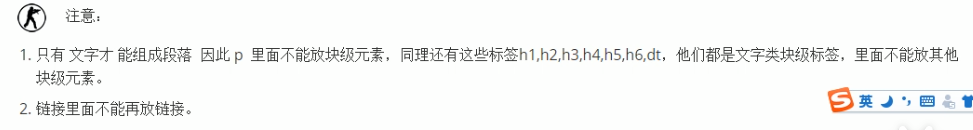 注意：
1. 只有 文字才 能组成段落 因此 p 里面不能放块级元素，同理还有这些标签h1,h2,h3,h4,h5,h6,dt，他们都是文字类块级标签，里面不能放其他
块级元素。
2. 链接里面不能再放链接。
S 英